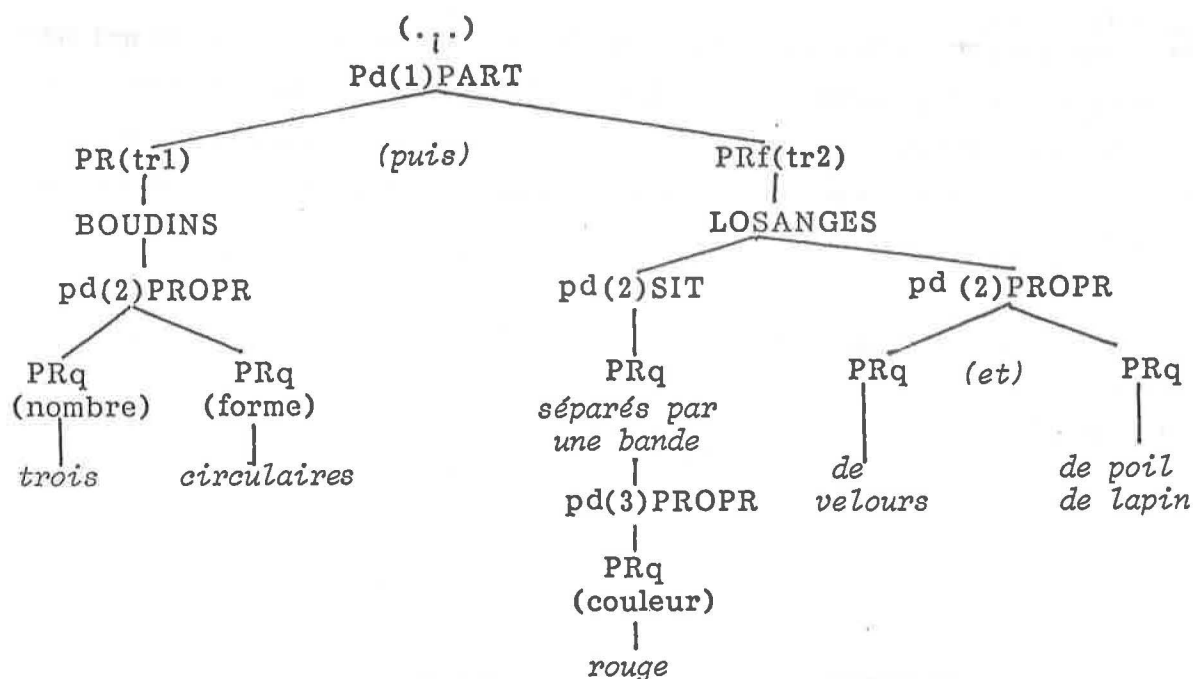 (...)
Pd(1)PART
PR(tr1) (puis) PRf(tr2)
BOUDINS LOSANGES
pd(2)PROPR pd(2)SIT pd (2)PROPR
PRq PRq PRq PRq (et) PRq
(nombre) (forme) séparés par
une bande
trois circulaires de de poil
velours de lapin
pd(3)PROPR
PRq
(couleur)
rouge